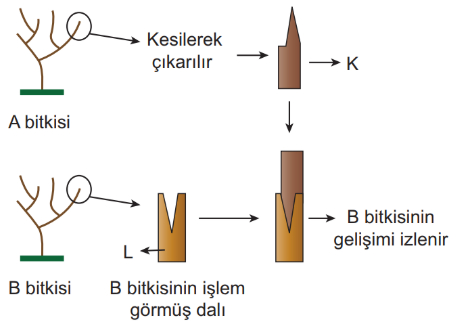 Kesilerek
çıkarılır
K
A bitkisi
B bitkisinin
gelişimi izlenir
L
B bitkisi
B bitkisinin işlem
görmüş dalı